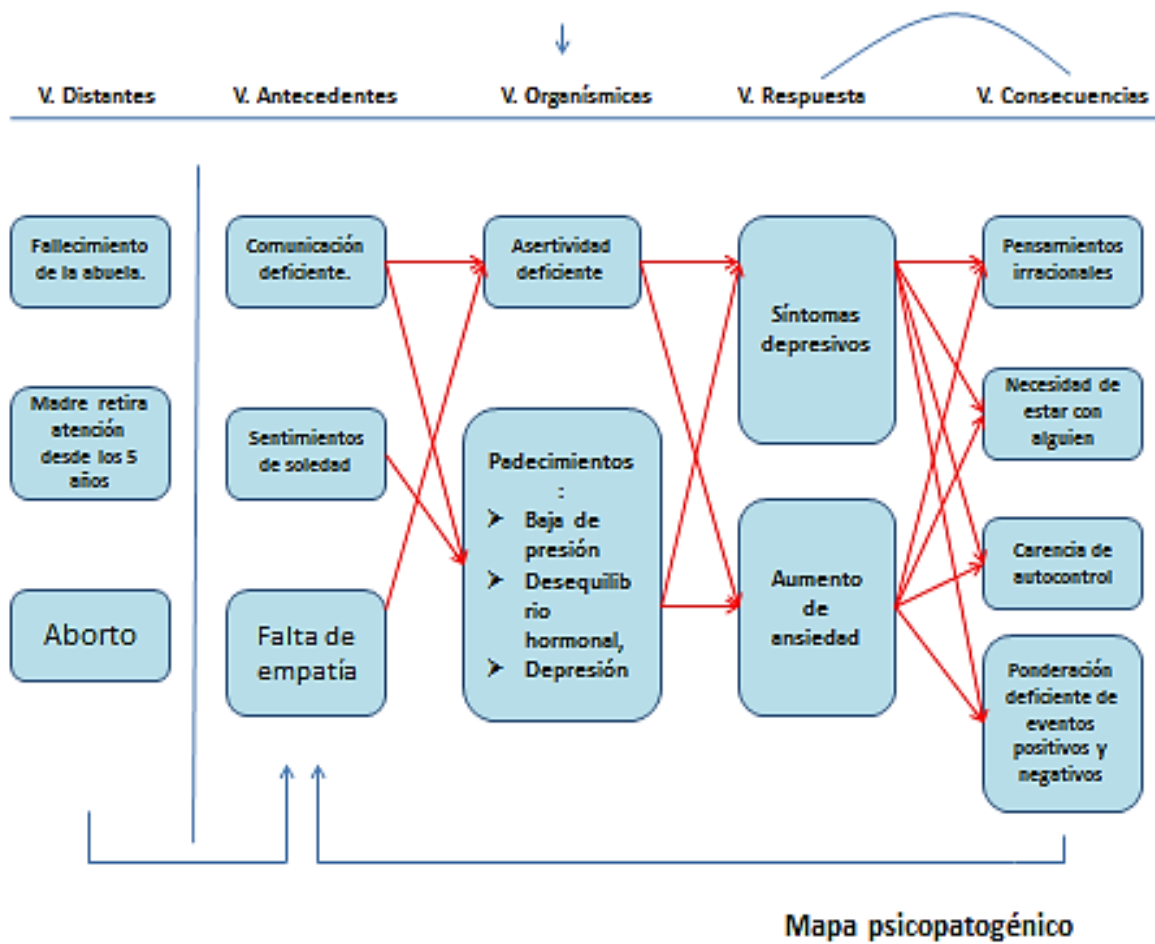 V. Distantes
V. Antecedentes
V. Organísmicas
V. Respuesta
V. Consecuencias
Fallecimiento
de la abuela.
Madre retira
atención
desde los 5
años
Aborto
Comunicación
deficiente.
Sentimientos
de soledad
Falta de
empatía
Asertividad
deficiente
Padecimientos
:
➤ Baja de
presión
➤ Desequilib
rio
hormonal,
➤ Depresión
Síntomas
depresivos
Aumento
de
ansiedad
Pensamientos
irracionales
Necesidad de
estar con
alguien
Carencia de
autocontrol
Ponderación
deficiente de
eventos
positivos y
negativos
Mapa psicopatogénico